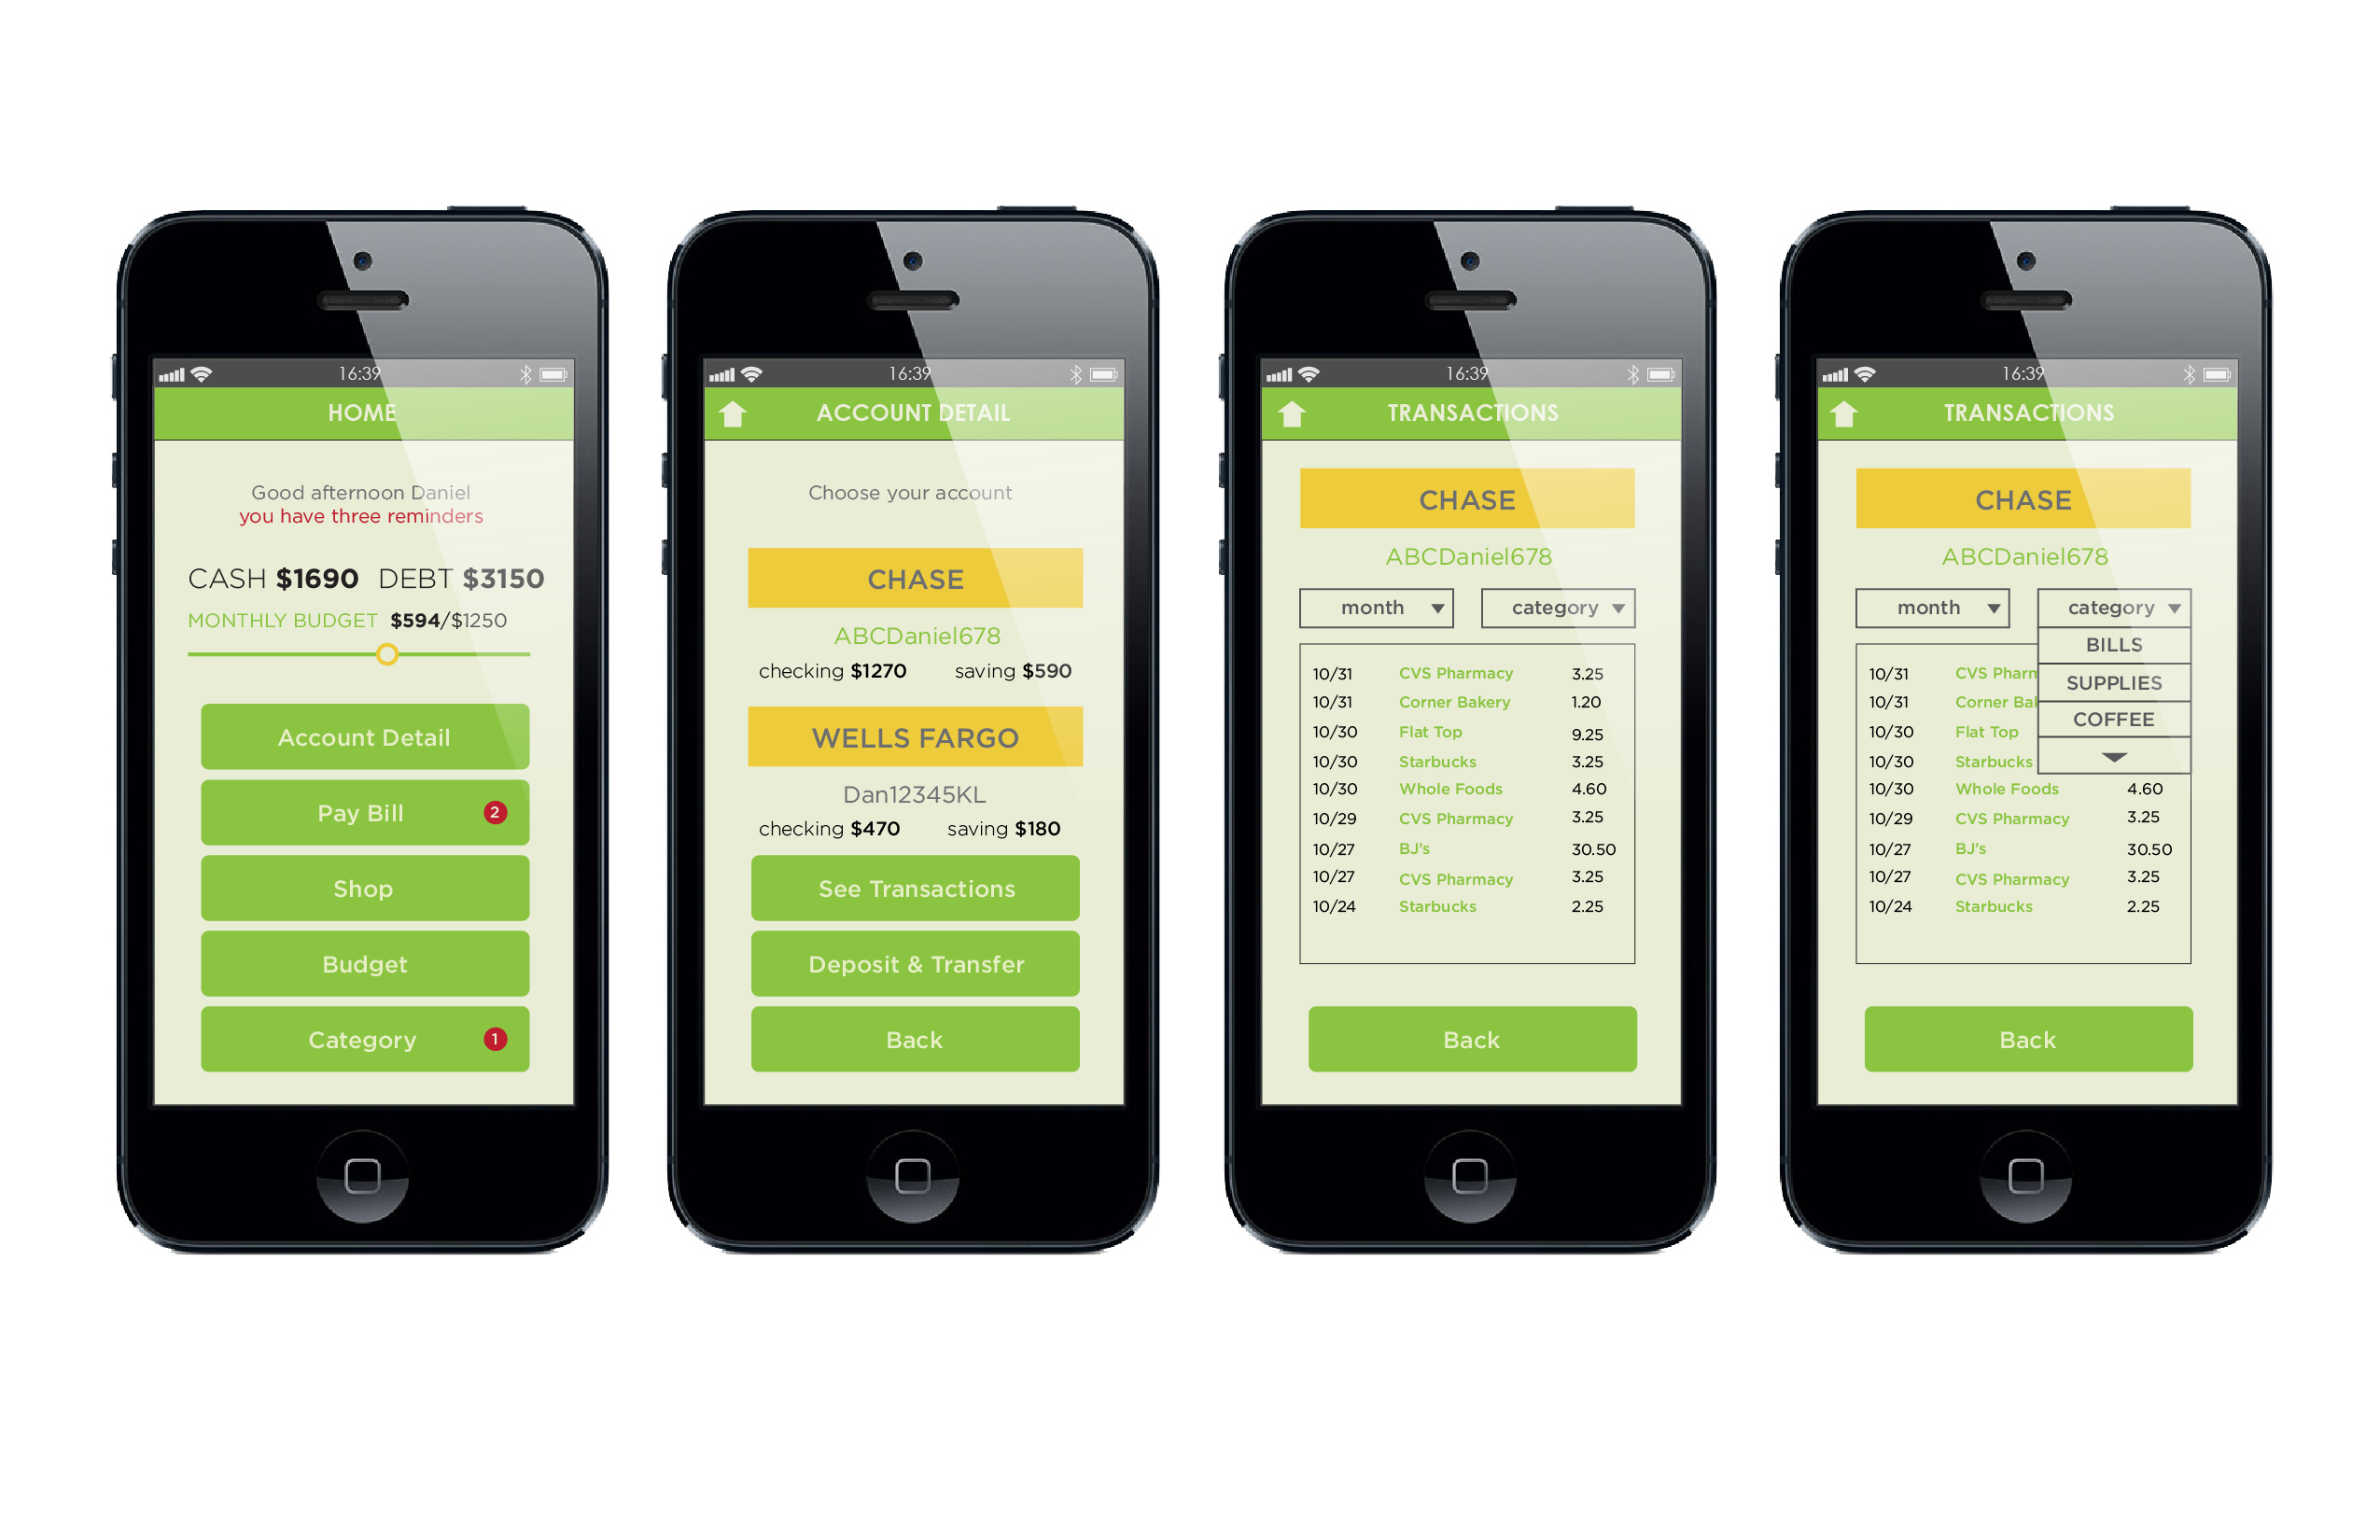 16:39
HOME
Good afternoon Daniel
you have three reminders
CASH $1690 DEBT $3150
MONTHLY BUDGET $594/$1250
Account Detail
Pay Bill 2
Shop
Budget
Category 1
16:39
ACCOUNT DETAIL
Choose your account
CHASE
ABCDaniel678
checking $1270 saving $590
WELLS FARGO
Dan12345KL
checking $470 saving $180
See Transactions
Deposit & Transfer
Back
16:39
TRANSACTIONS
CHASE
ABCDaniel678
month category
10/31 CVS Pharmacy 3.25
10/31 Corner Bakery 1.20
10/30 Flat Top 9.25
10/30 Starbucks 3.25
10/30 Whole Foods 4.60
10/29 CVS Pharmacy 3.25
10/27 BJ's 30.50
10/27 CVS Pharmacy 3.25
10/24 Starbucks 2.25
Back
16:39
TRANSACTIONS
CHASE
ABCDaniel678
month category
BILLS
SUPPLIES
COFFEE
10/31 CVS Pharm
10/31 Corner Bak
10/30 Flat Top
10/30 Starbucks
10/30 Whole Foods 4.60
10/29 CVS Pharmacy 3.25
10/27 BJ's 30.50
10/27 CVS Pharmacy 3.25
10/24 Starbucks 2.25
Back